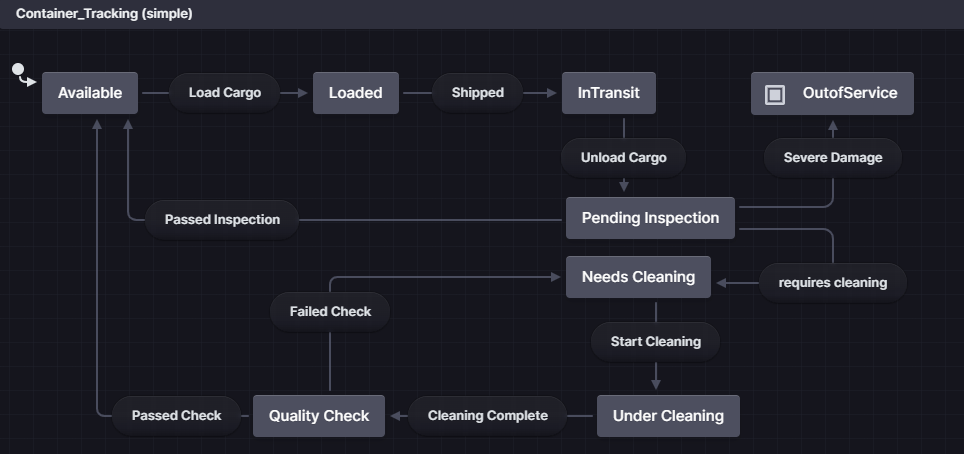 Container_Tracking (simple)
Available
Load Cargo
Loaded
Shipped
InTransit
OutofService
Unload Cargo
Severe Damage
Passed Inspection
Pending Inspection
Needs Cleaning
requires cleaning
Failed Check
Start Cleaning
Passed Check
Quality Check
Cleaning Complete
Under Cleaning